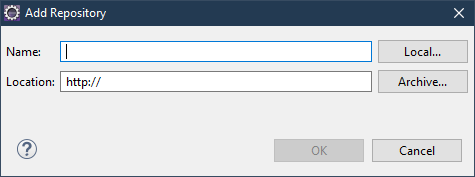 Add Repository
Name: Local...
Location: http:// Archive...
? OK Cancel